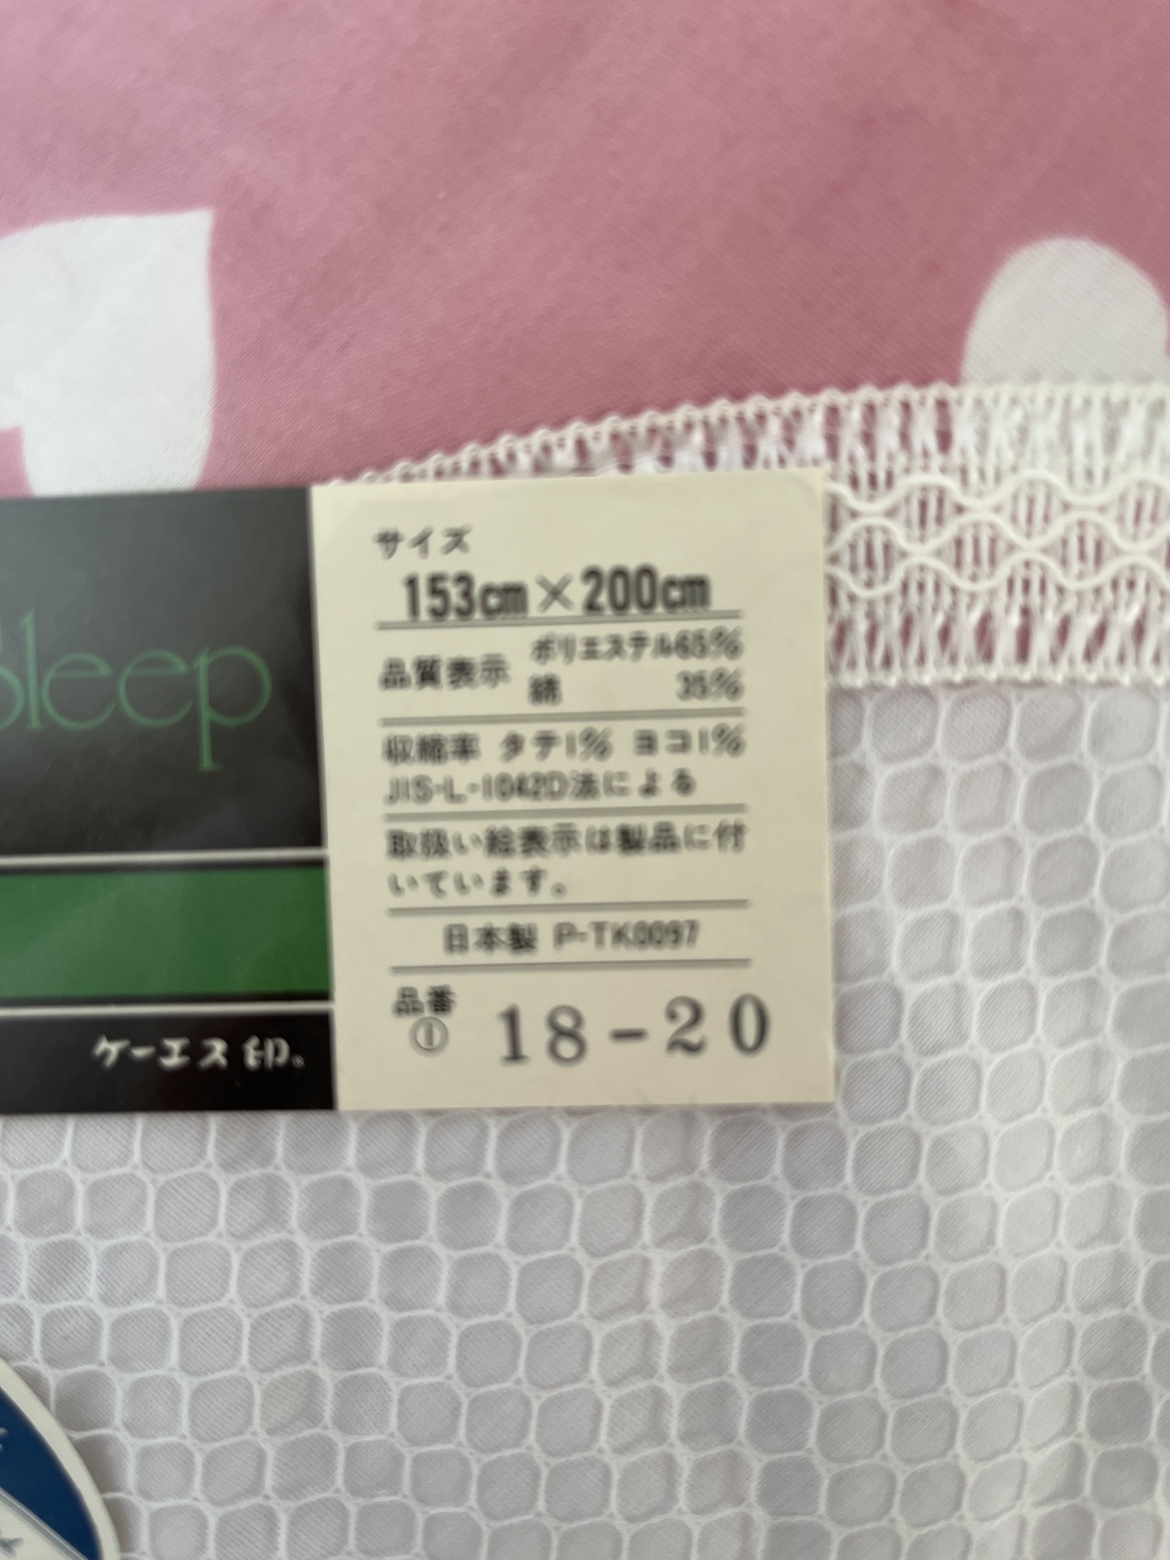 Sleep
ケーエス印。
サイズ
153cm×200cm
品質表示 ポリエステル65%
綿 35%
収縮率 タテ1% ヨコ1%
JIS-L-1042D法による
取扱い絵表示は製品に付
いています。
日本製 P-TK0097
品番
① 18-20